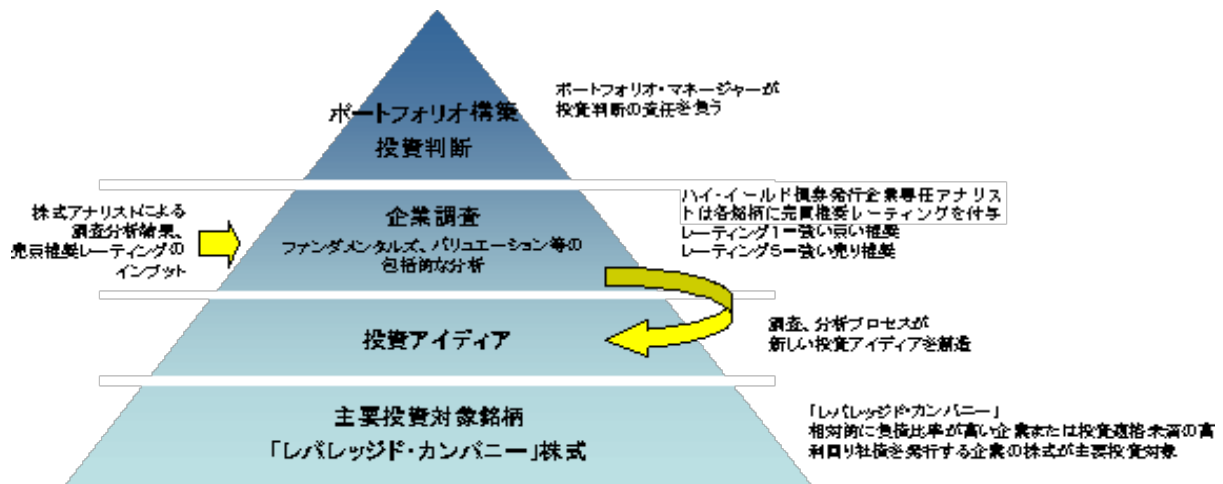 ポートフォリオ構築
投資判断
ポートフォリオ・マネージャーが
投資判断の責任を負う
株式アナリストによる
調査分析結果、
売買推奨レーティングの
インプット
企業調査
ファンダメンタルズ、バリュエーション等の
包括的な分析
ハイ・イールド債券発行企業専任アナリス
トは各銘柄に売買推奨レーティングを付与
レーティング1=強い買い推奨
レーティング5=強い売り推奨
投資アイディア
調査、分析プロセスが
新しい投資アイディアを創造
主要投資対象銘柄
「レバレッジド・カンパニー」株式
「レバレッジド・カンパニー」
相対的に負債比率が高い企業または投資適格未満の高
利回り社債を発行する企業の株式が主要投資対象